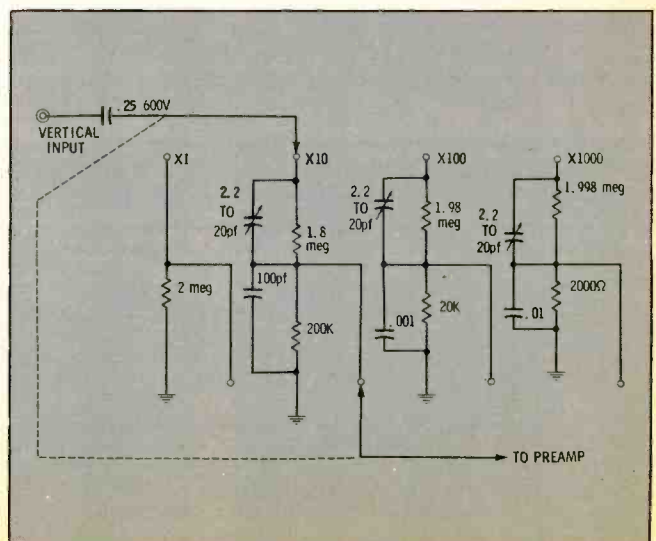 .25 600V
VERTICAL
INPUT
X1
X10
X100
X1000
2.2
TO
20pf
1.8
meg
2.2
TO
20pf
1.98
meg
2.2
TO
20pf
1.998 meg
2 meg
100pf
200K
.001
20K
.01
2000Ω
TO PREAMP